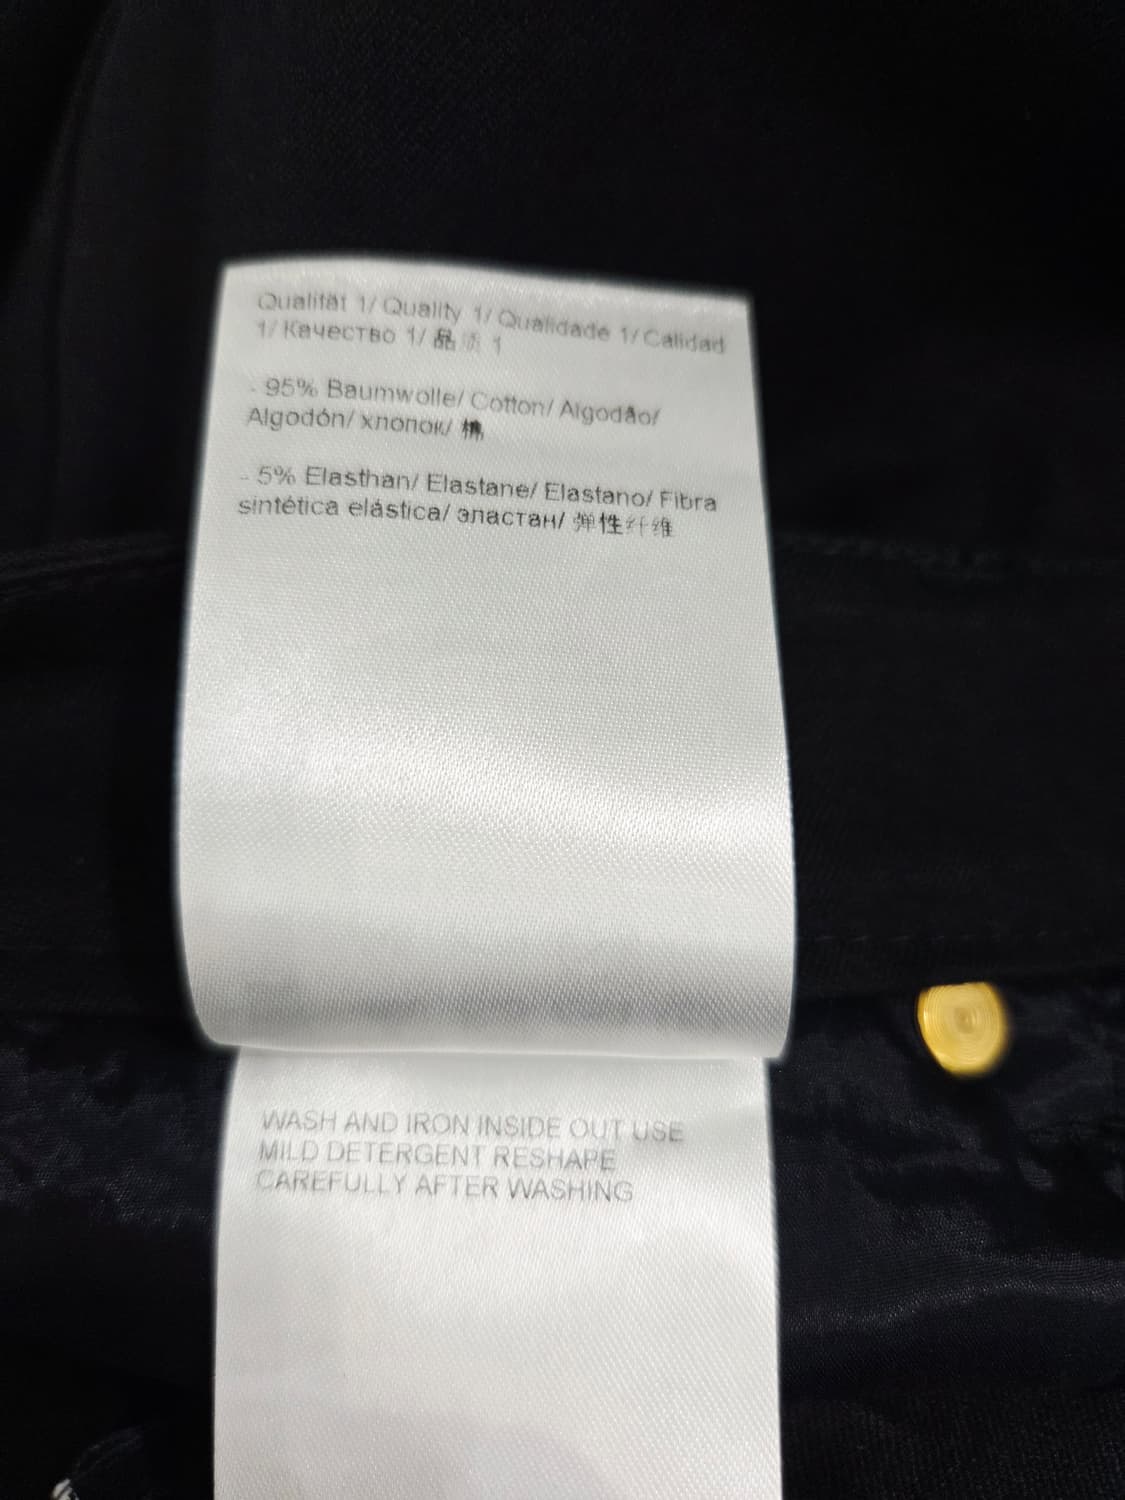 Qualität 1/ Quality 1/ Qualidade 1/ Calidad
1/ Качество 1/ 品质 1
- 95% Baumwolle/ Cotton/ Algodão/
Algodón/ хлопок/ 棉
- 5% Elasthan/ Elastane/ Elastano/ Fibra
sintética elástica/ эластан/ 弹性纤维
WASH AND IRON INSIDE OUT USE
MILD DETERGENT RESHAPE
CAREFULLY AFTER WASHING